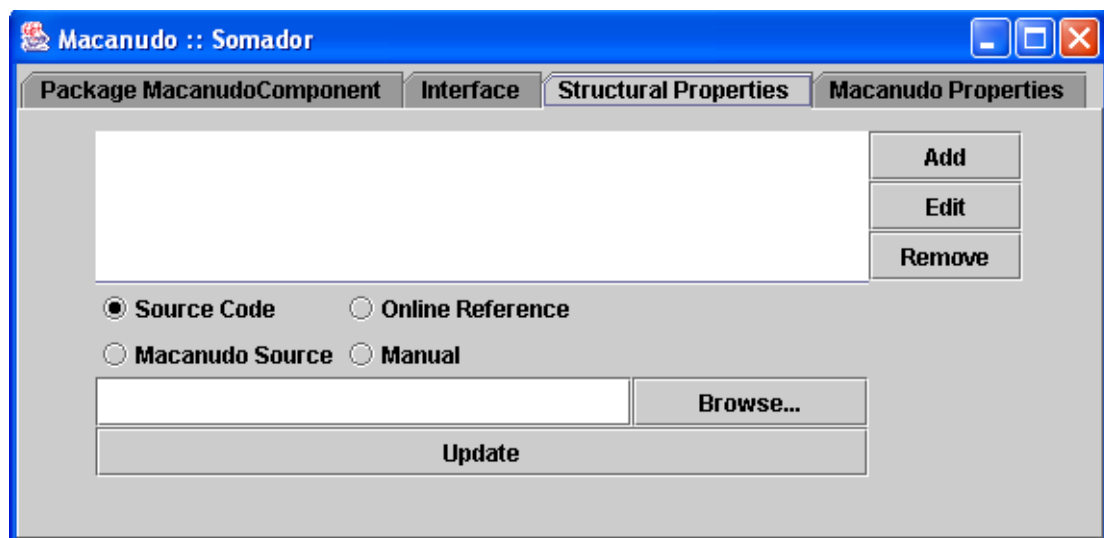 Macanudo :: Somador
Package MacanudoComponent Interface Structural Properties Macanudo Properties
Add
Edit
Remove
Source Code Online Reference
Macanudo Source Manual
Browse...
Update